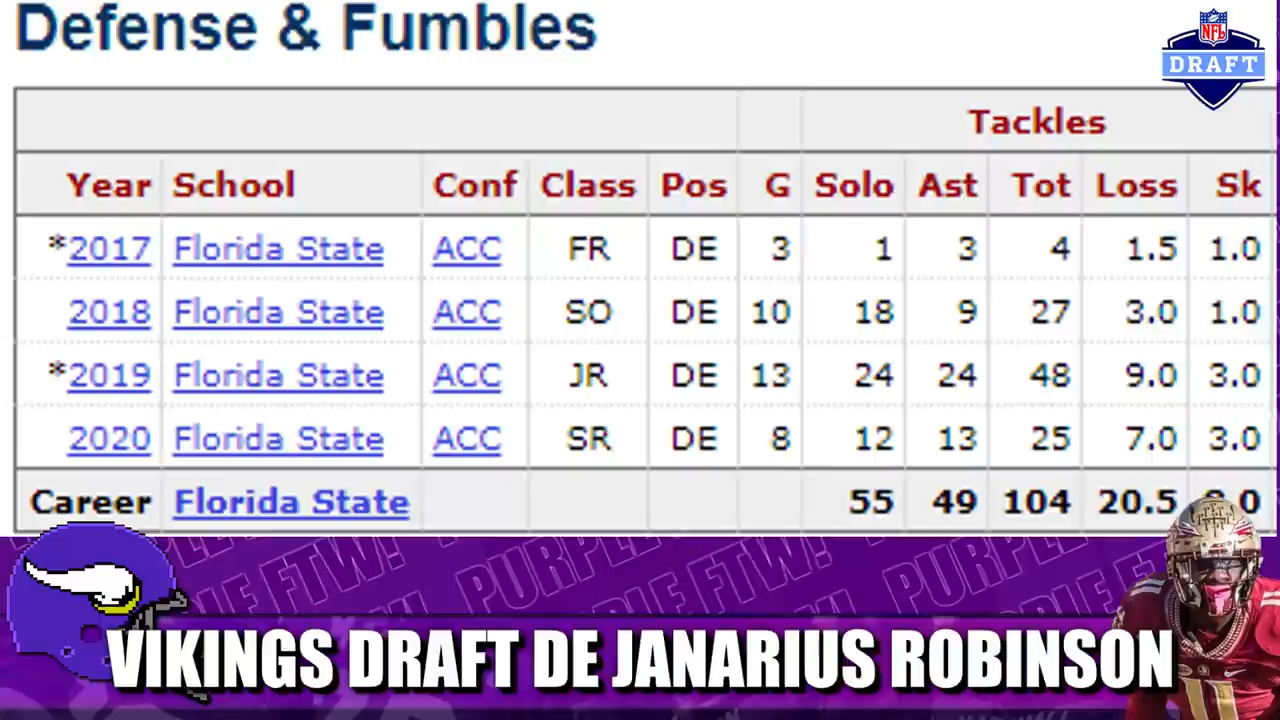 Defense & Fumbles
NFL
DRAFT
Tackles
Year School Conf Class Pos G Solo Ast Tot Loss Sk
*2017 Florida State ACC FR DE 3 1 3 4 1.5 1.0
2018 Florida State ACC SO DE 10 18 9 27 3.0 1.0
*2019 Florida State ACC JR DE 13 24 24 48 9.0 3.0
2020 Florida State ACC SR DE 8 12 13 25 7.0 3.0
Career Florida State 55 49 104 20.5
PURPLE FTW!
VIKINGS DRAFT DE JANARIUS ROBINSON